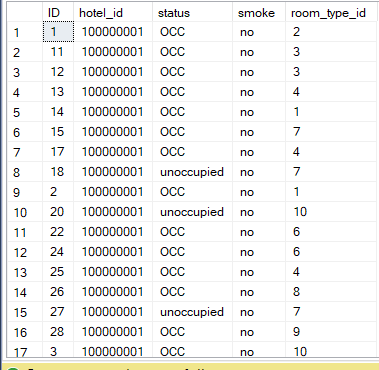 ID hotel_id status smoke room_type_id
1 1 100000001 OCC no 2
2 11 100000001 OCC no 3
3 12 100000001 OCC no 3
4 13 100000001 OCC no 4
5 14 100000001 OCC no 1
6 15 100000001 OCC no 7
7 17 100000001 OCC no 4
8 18 100000001 unoccupied no 7
9 2 100000001 OCC no 1
10 20 100000001 unoccupied no 10
11 22 100000001 OCC no 6
12 24 100000001 OCC no 6
13 25 100000001 OCC no 4
14 26 100000001 OCC no 8
15 27 100000001 unoccupied no 7
16 28 100000001 OCC no 9
17 3 100000001 OCC no 10